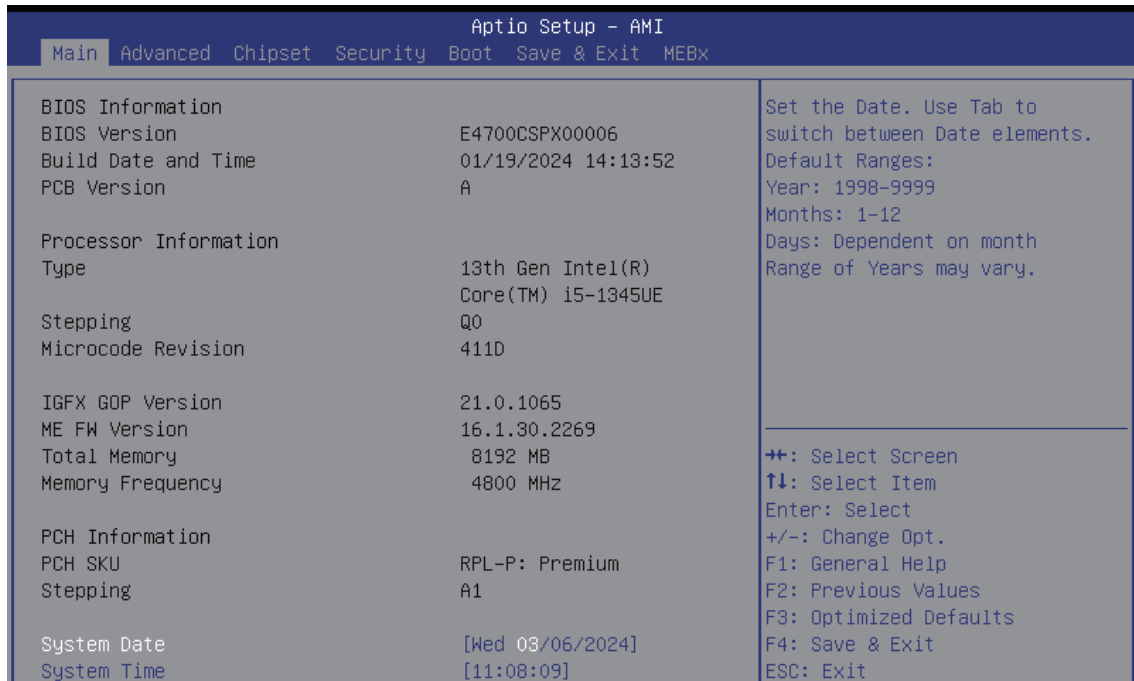 Aptio Setup – AMI
Main Advanced Chipset Security Boot Save & Exit MEBx
BIOS Information
BIOS Version E4700CSPX00006
Build Date and Time 01/19/2024 14:13:52
PCB Version A
Processor Information
Type 13th Gen Intel(R)
Core(TM) i5-1345UE
Stepping Q0
Microcode Revision 411D
IGFX GOP Version 21.0.1065
ME FW Version 16.1.30.2269
Total Memory 8192 MB
Memory Frequency 4800 MHz
PCH Information
PCH SKU RPL-P: Premium
Stepping A1
System Date [Wed 03/06/2024]
System Time [11:08:09]
Set the Date. Use Tab to
switch between Date elements.
Default Ranges:
Year: 1998-9999
Months: 1-12
Days: Dependent on month
Range of Years may vary.
→←: Select Screen
↑↓: Select Item
Enter: Select
+/-: Change Opt.
F1: General Help
F2: Previous Values
F3: Optimized Defaults
F4: Save & Exit
ESC: Exit